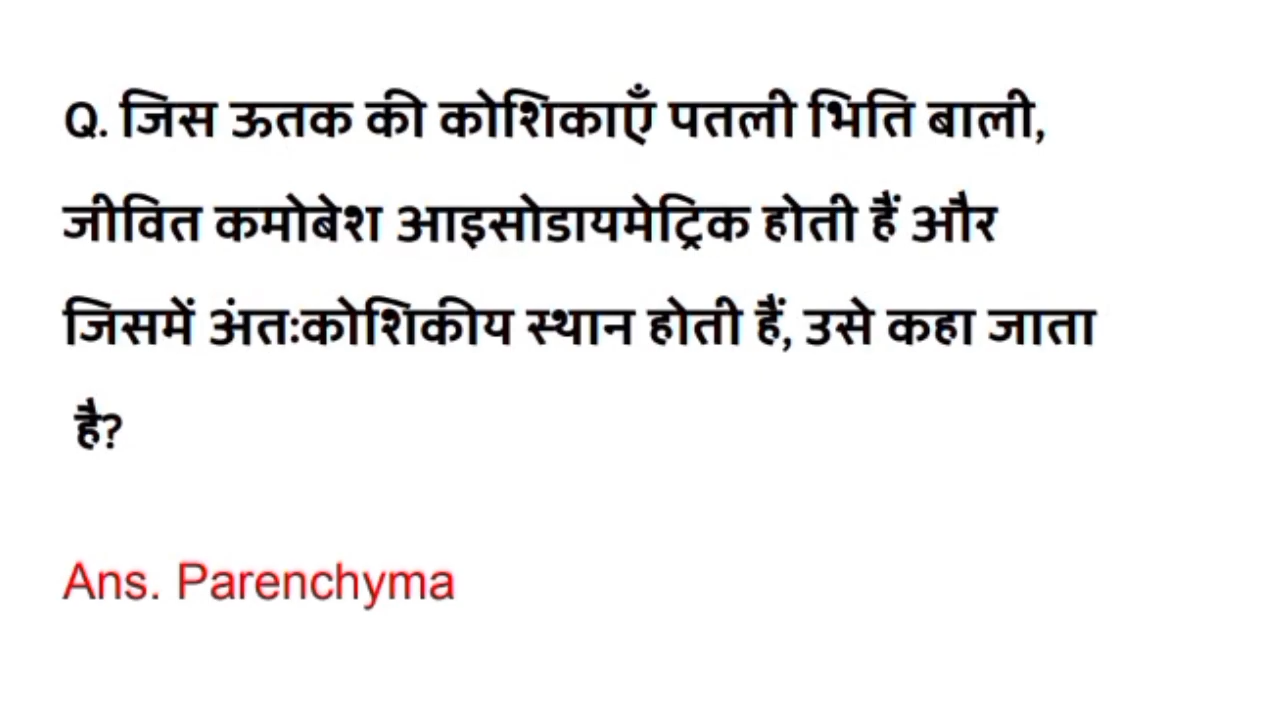 Q. जिस ऊतक की कोशिकाएँ पतली भिति बाली,
जीवित कमोबेश आइसोडायमेट्रिक होती हैं और
जिसमें अंतःकोशिकीय स्थान होती हैं, उसे कहा जाता
है?
Ans. Parenchyma